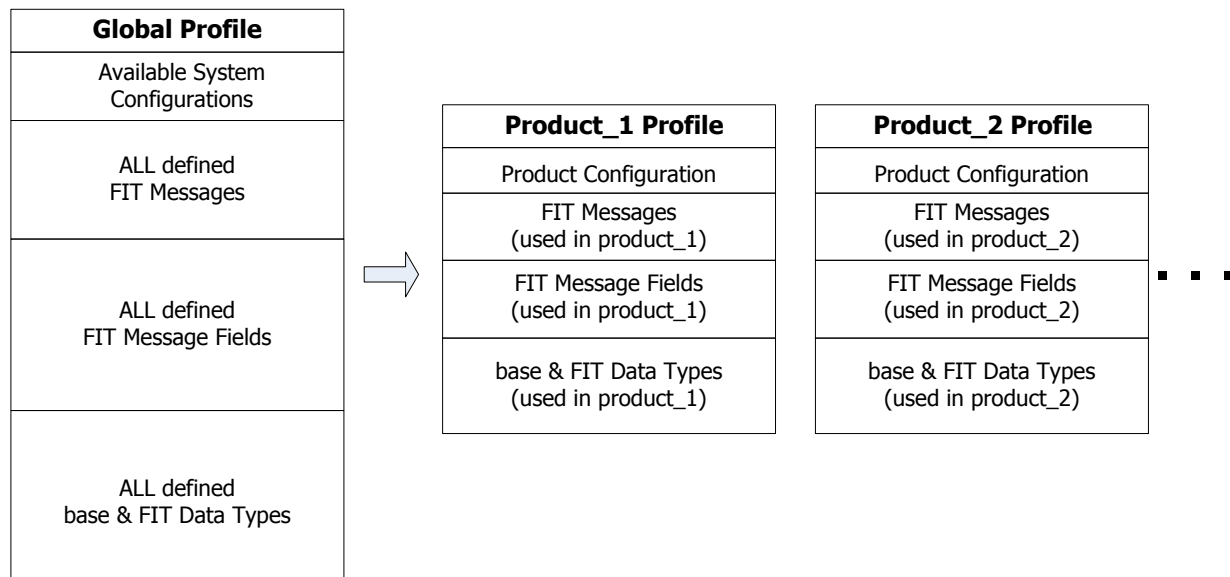 Global Profile
Available System
Configurations
ALL defined
FIT Messages
ALL defined
FIT Message Fields
ALL defined
base & FIT Data Types
Product_1 Profile
Product Configuration
FIT Messages
(used in product_1)
FIT Message Fields
(used in product_1)
base & FIT Data Types
(used in product_1)
Product_2 Profile
Product Configuration
FIT Messages
(used in product_2)
FIT Message Fields
(used in product_2)
base & FIT Data Types
(used in product_2)
. . .